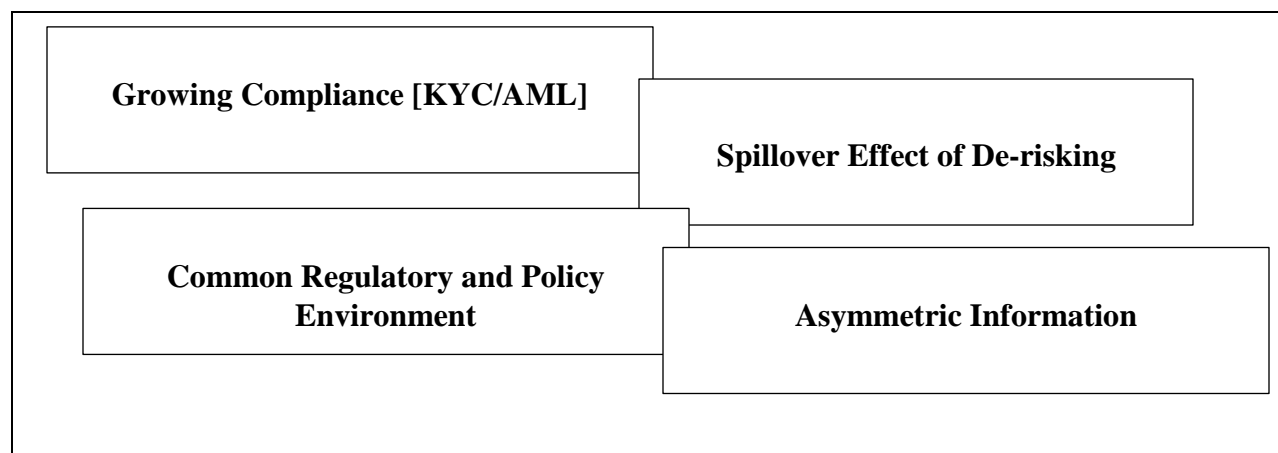 Growing Compliance [KYC/AML]
Spillover Effect of De-risking
Common Regulatory and Policy
Environment
Asymmetric Information